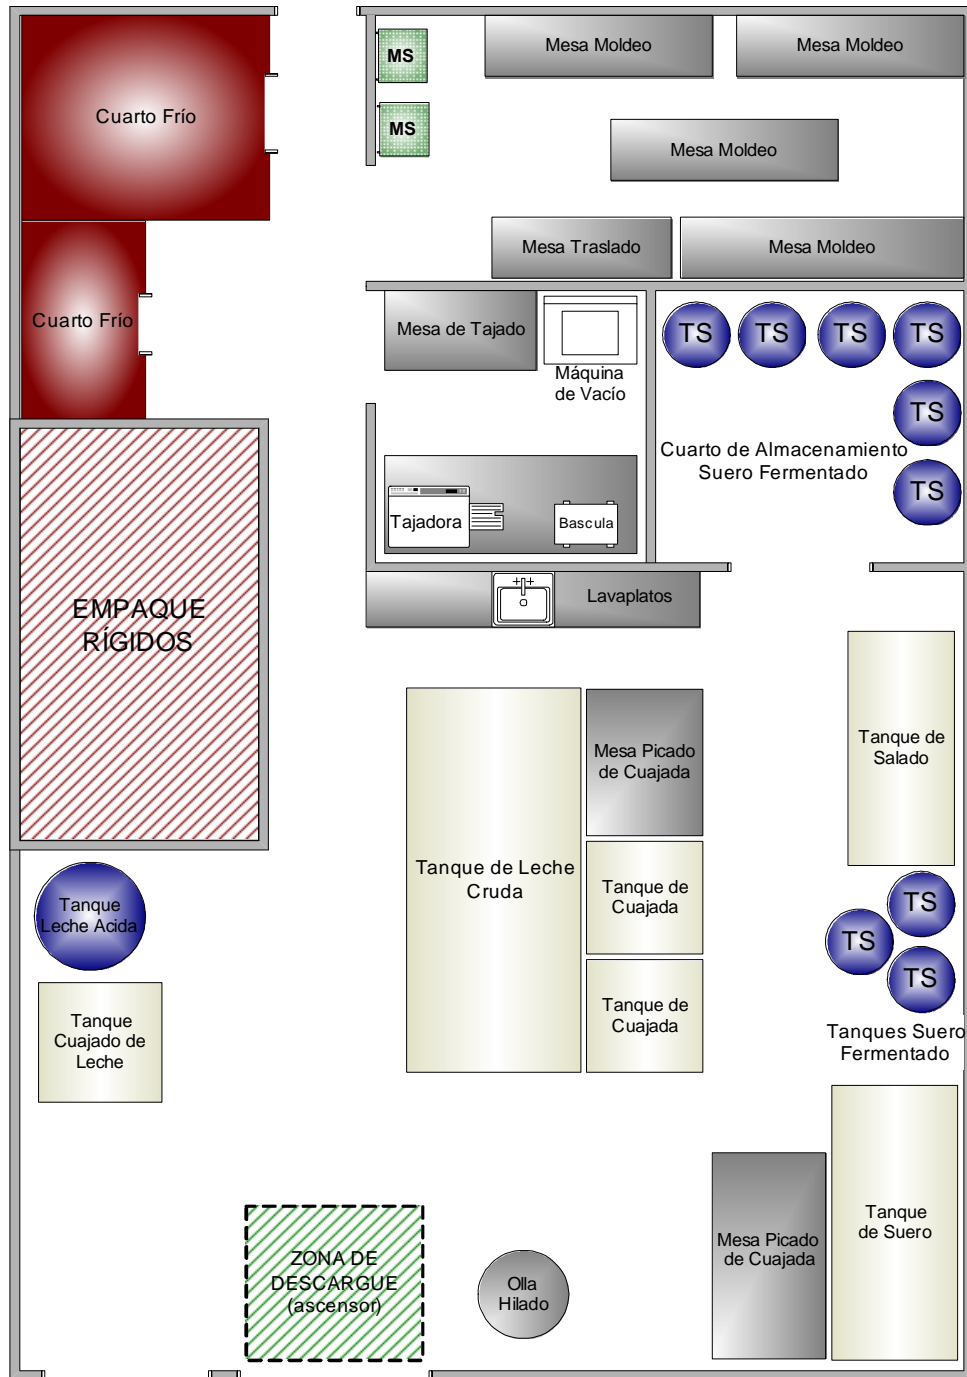 MS
Mesa Moldeo
Mesa Moldeo
Cuarto Frío
MS
Mesa Moldeo
Mesa Traslado
Mesa Moldeo
Cuarto Frío
Mesa de Tajado
Máquina
de Vacío
TS
TS
TS
TS
TS
TS
Cuarto de Almacenamiento
Suero Fermentado
Tajadora
Bascula
Lavaplatos
EMPAQUE
RÍGIDOS
Mesa Picado
de Cuajada
Tanque de
Salado
Tanque de Leche
Cruda
Tanque de
Cuajada
Tanque de
Cuajada
Tanque
Leche Acida
TS
TS
TS
Tanques Suero
Fermentado
Tanque
Cuajado de
Leche
ZONA DE
DESCARGUE
(ascensor)
Olla
Hilado
Mesa Picado
de Cuajada
Tanque
de Suero